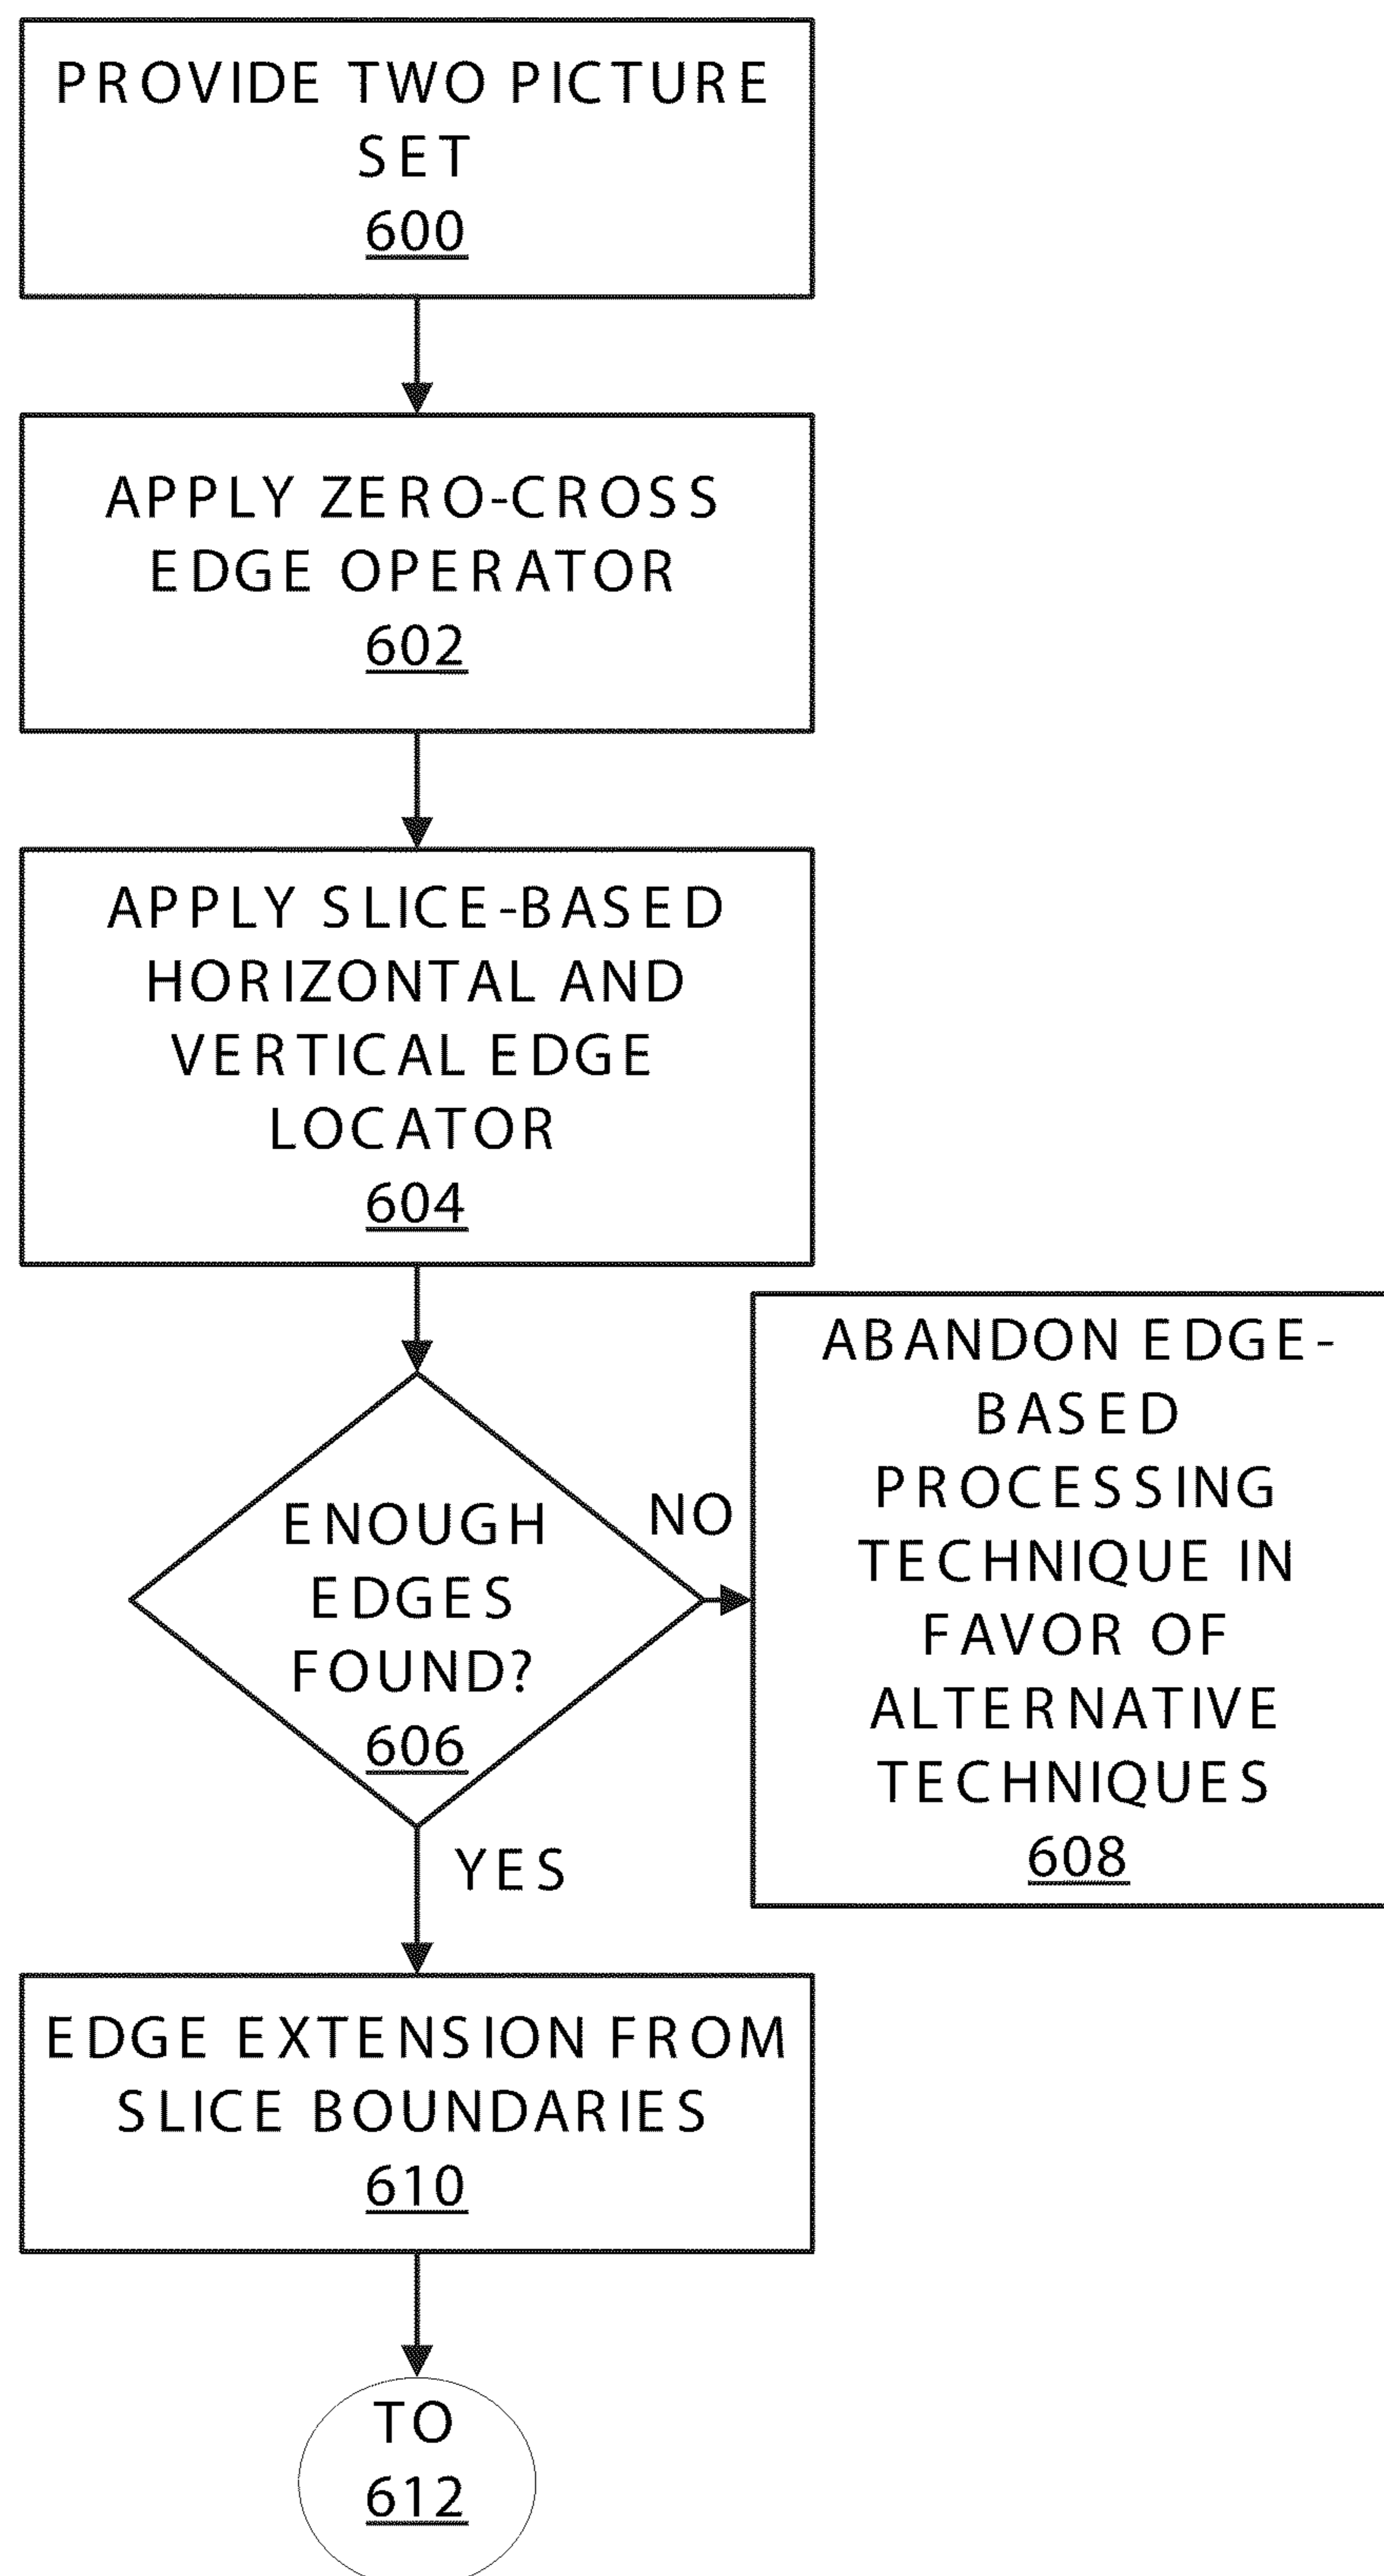 PROVIDE TWO PICTURE
SET
600
APPLY ZERO-CROSS
EDGE OPERATOR
602
APPLY SLICE-BASED
HORIZONTAL AND
VERTICAL EDGE
LOCATOR
604
ENOUGH
EDGES
FOUND?
606
NO
ABANDON EDGE-
BASED
PROCESSING
TECHNIQUE IN
FAVOR OF
ALTERNATIVE
TECHNIQUES
608
YES
EDGE EXTENSION FROM
SLICE BOUNDARIES
610
TO
612